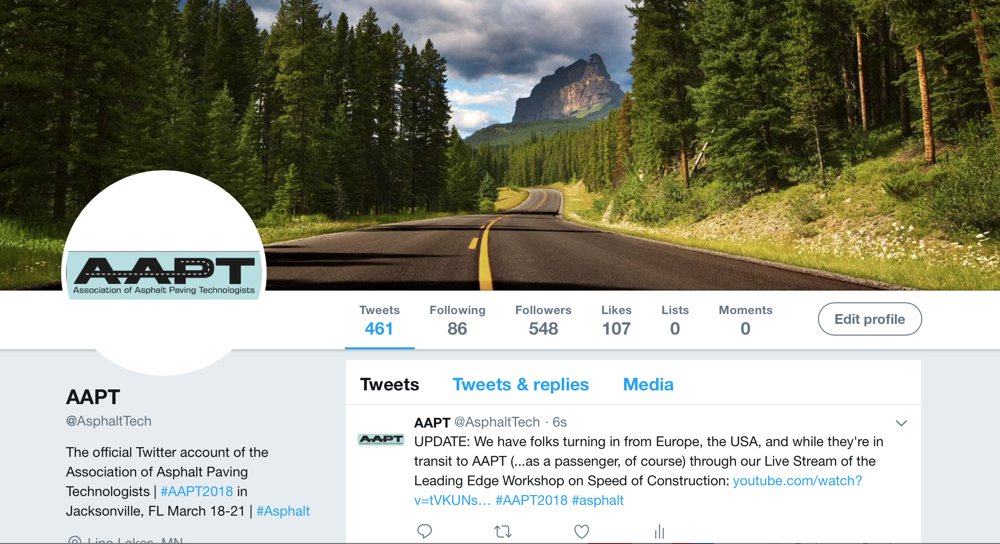 AAPT
Association of Asphalt Paving Technologists
Tweets Following Followers Likes Lists Moments
461 86 548 107 0 0
Edit profile
AAPT
@AsphaltTech
The official Twitter account of the
Association of Asphalt Paving
Technologists | #AAPT2018 in
Jacksonville, FL March 18-21 | #Asphalt
Lino Lakes, MN
Tweets Tweets & replies Media
AAPT @AsphaltTech · 6s
AAPT
UPDATE: We have folks turning in from Europe, the USA, and while they're in
transit to AAPT (...as a passenger, of course) through our Live Stream of the
Leading Edge Workshop on Speed of Construction: youtube.com/watch?
v=tVKUNs… #AAPT2018 #asphalt